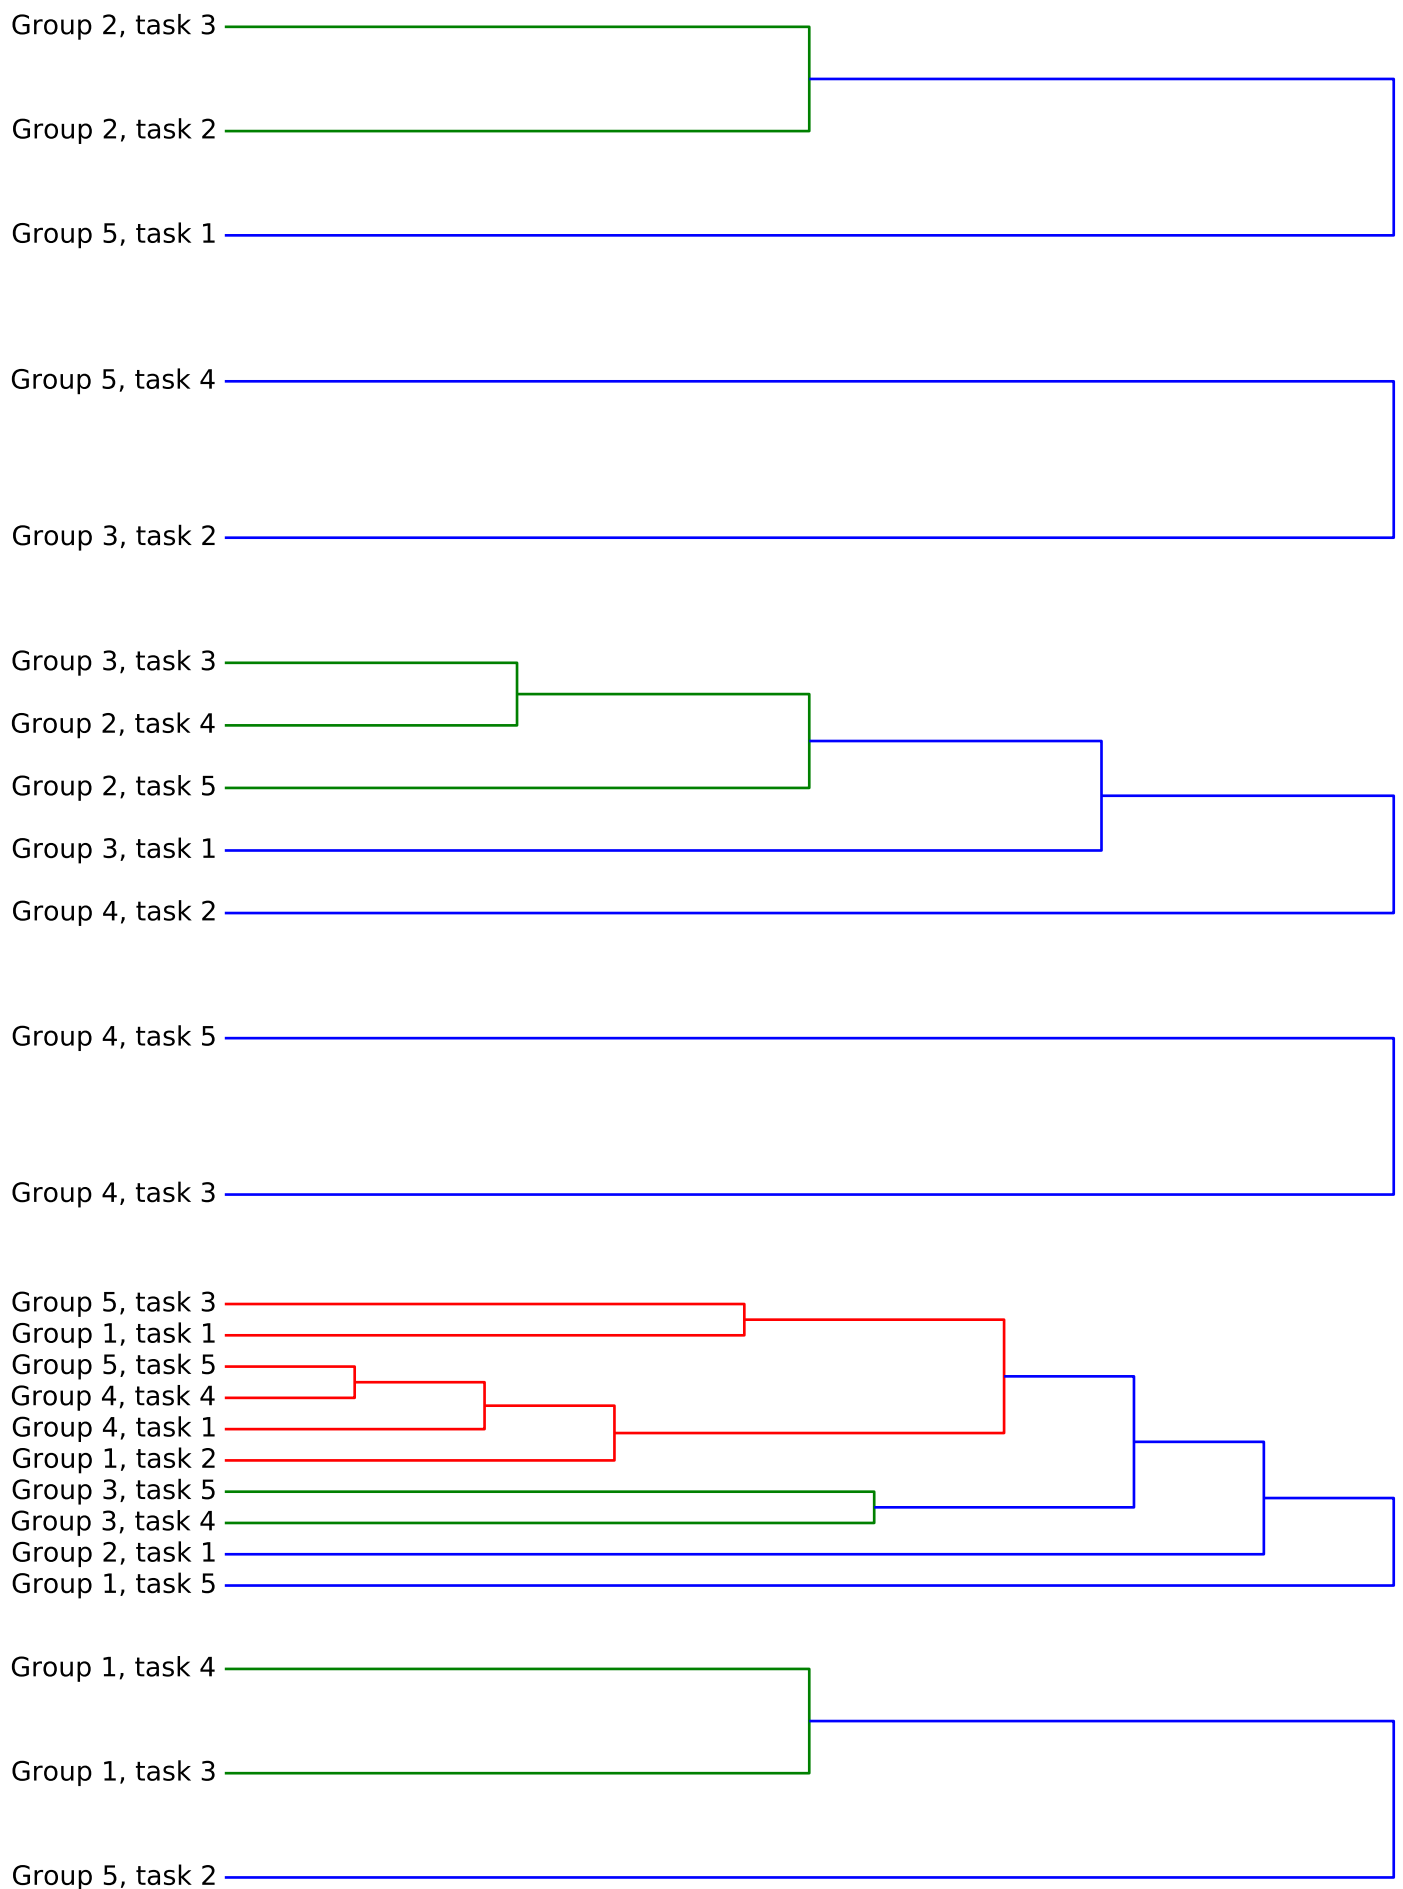 Group 2, task 3
Group 2, task 2
Group 5, task 1
Group 5, task 4
Group 3, task 2
Group 3, task 3
Group 2, task 4
Group 2, task 5
Group 3, task 1
Group 4, task 2
Group 4, task 5
Group 4, task 3
Group 5, task 3
Group 1, task 1
Group 5, task 5
Group 4, task 4
Group 4, task 1
Group 1, task 2
Group 3, task 5
Group 3, task 4
Group 2, task 1
Group 1, task 5
Group 1, task 4
Group 1, task 3
Group 5, task 2